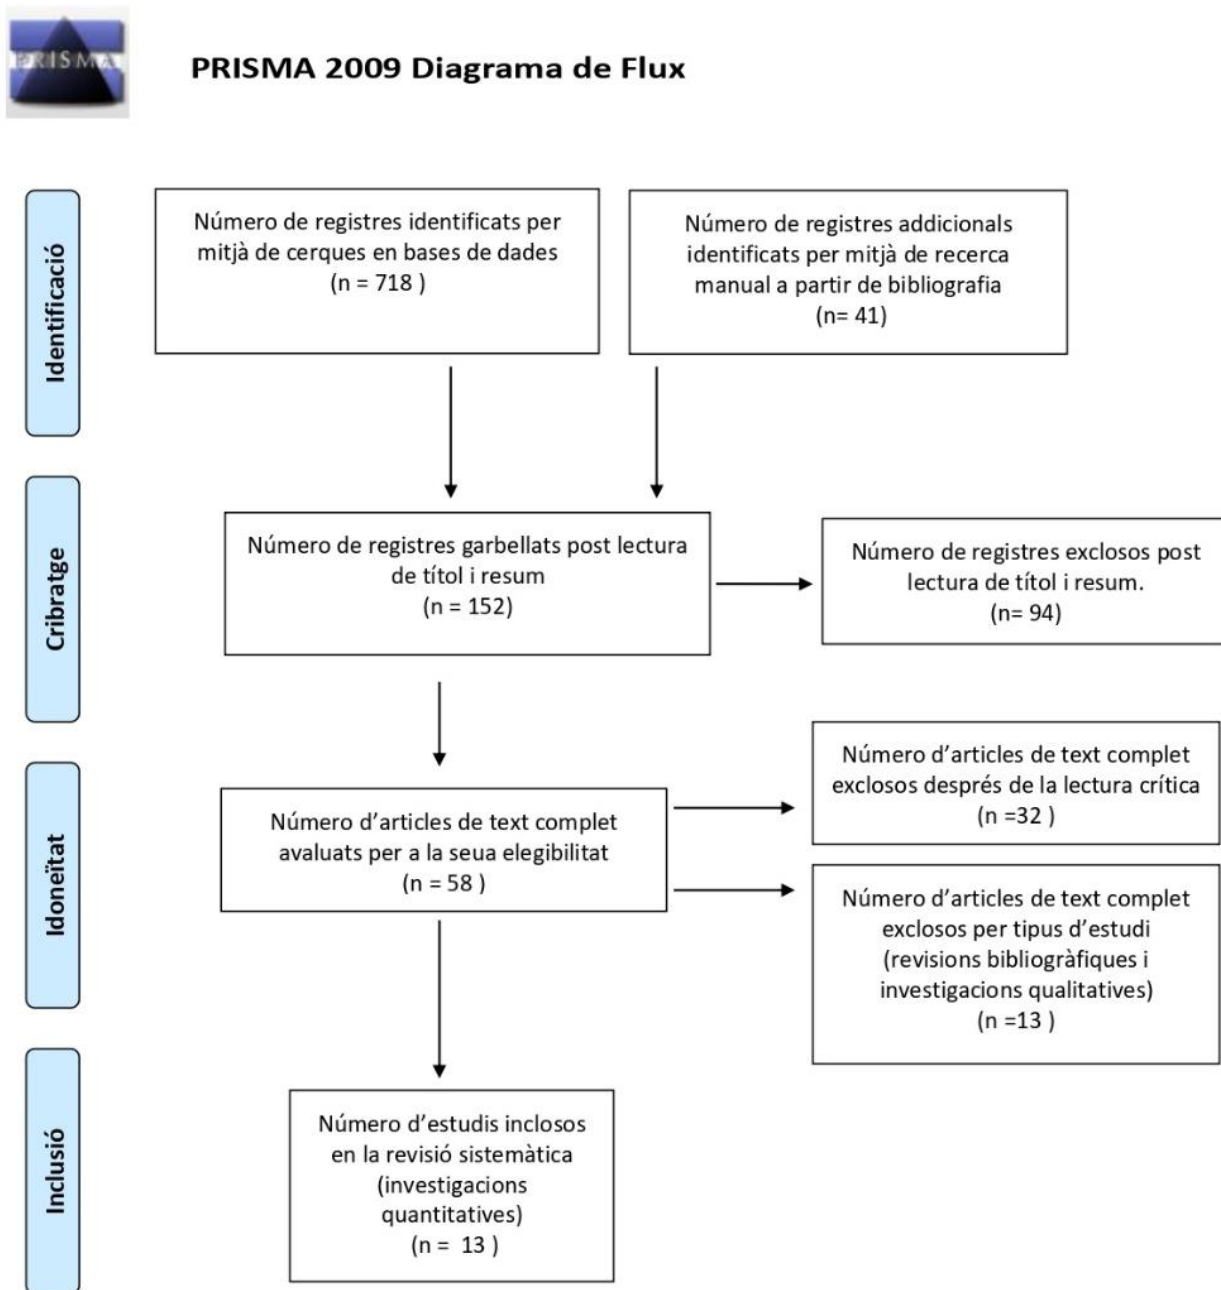 PRISMA
PRISMA 2009 Diagrama de Flux
Identificació
Número de registres identificats per
mitjà de cerques en bases de dades
(n = 718 )
Número de registres addicionals
identificats per mitjà de recerca
manual a partir de bibliografia
(n= 41)
Cribratge
Número de registres garbellats post lectura
de títol i resum
(n = 152)
Número de registres exclosos post
lectura de títol i resum.
(n= 94)
Idoneïtat
Número d’articles de text complet
avaluats per a la seua elegibilitat
(n = 58 )
Número d’articles de text complet
exclosos després de la lectura crítica
(n =32 )
Número d’articles de text complet
exclosos per tipus d’estudi
(revisions bibliogràfiques i
investigacions qualitatives)
(n =13 )
Inclusió
Número d’estudis inclosos
en la revisió sistemàtica
(investigacions
quantitatives)
(n =  13 )